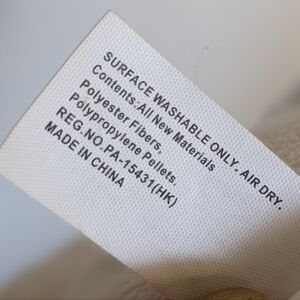 SURFACE WASHABLE ONLY. AIR DRY.
Contents:All New Materials
Polyester Fibers,
Polypropylene Pellets.
REG.NO.PA-15431(HK)
MADE IN CHINA